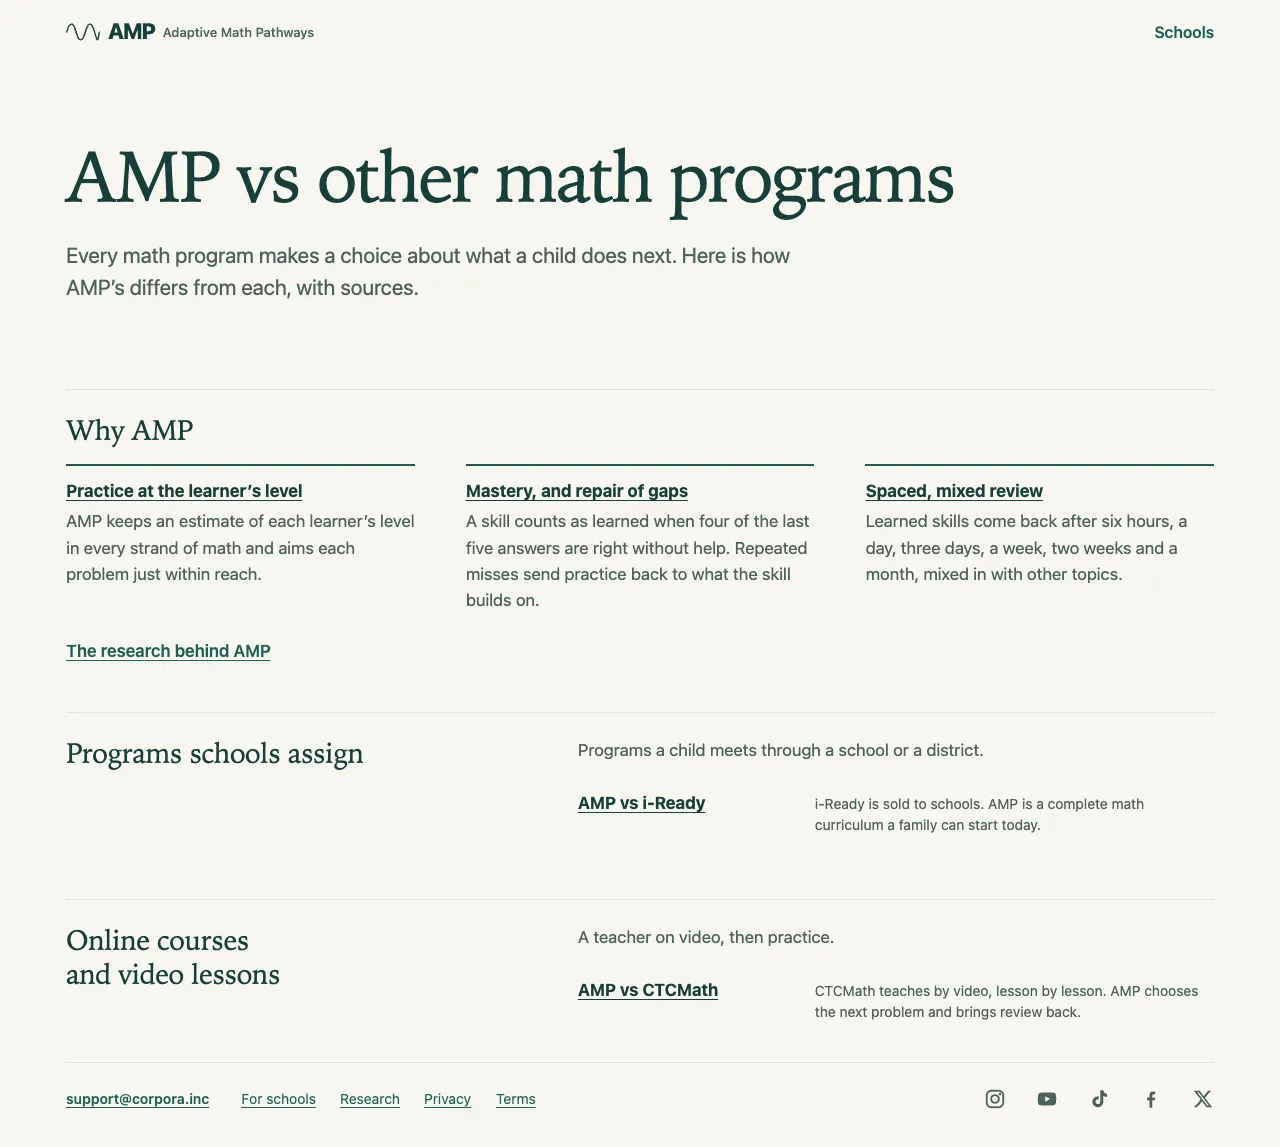 AMP Adaptive Math Pathways
Schools
AMP vs other math programs
Every math program makes a choice about what a child does next. Here is how
AMP’s differs from each, with sources.
Why AMP
Practice at the learner’s level
AMP keeps an estimate of each learner’s level
in every strand of math and aims each
problem just within reach.
Mastery, and repair of gaps
A skill counts as learned when four of the last
five answers are right without help. Repeated
misses send practice back to what the skill
builds on.
Spaced, mixed review
Learned skills come back after six hours, a
day, three days, a week, two weeks and a
month, mixed in with other topics.
The research behind AMP
Programs schools assign
Programs a child meets through a school or a district.
AMP vs i-Ready
i-Ready is sold to schools. AMP is a complete math
curriculum a family can start today.
Online courses
and video lessons
A teacher on video, then practice.
AMP vs CTCMath
CTCMath teaches by video, lesson by lesson. AMP chooses
the next problem and brings review back.
support@corpora.inc For schools Research Privacy Terms